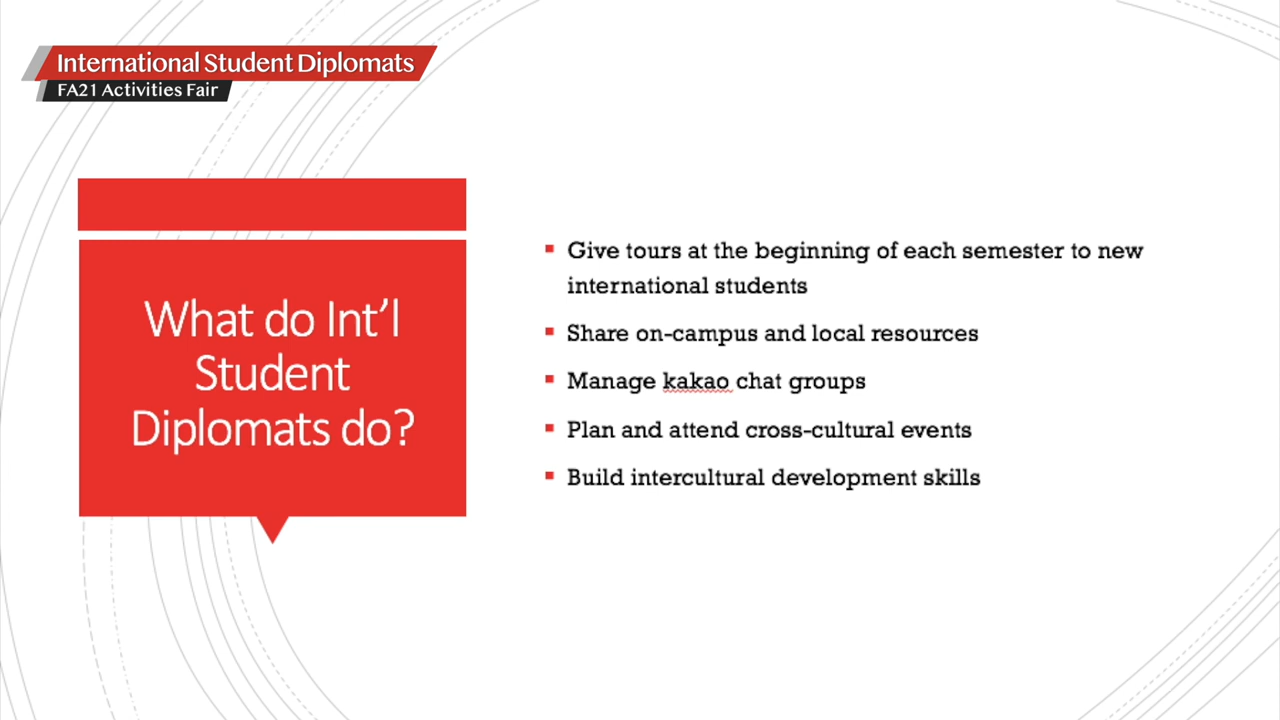 International Student Diplomats
FA21 Activities Fair
What do Int'l
Student
Diplomats do?
▪ Give tours at the beginning of each semester to new
international students
▪ Share on-campus and local resources
▪ Manage kakao chat groups
▪ Plan and attend cross-cultural events
▪ Build intercultural development skills